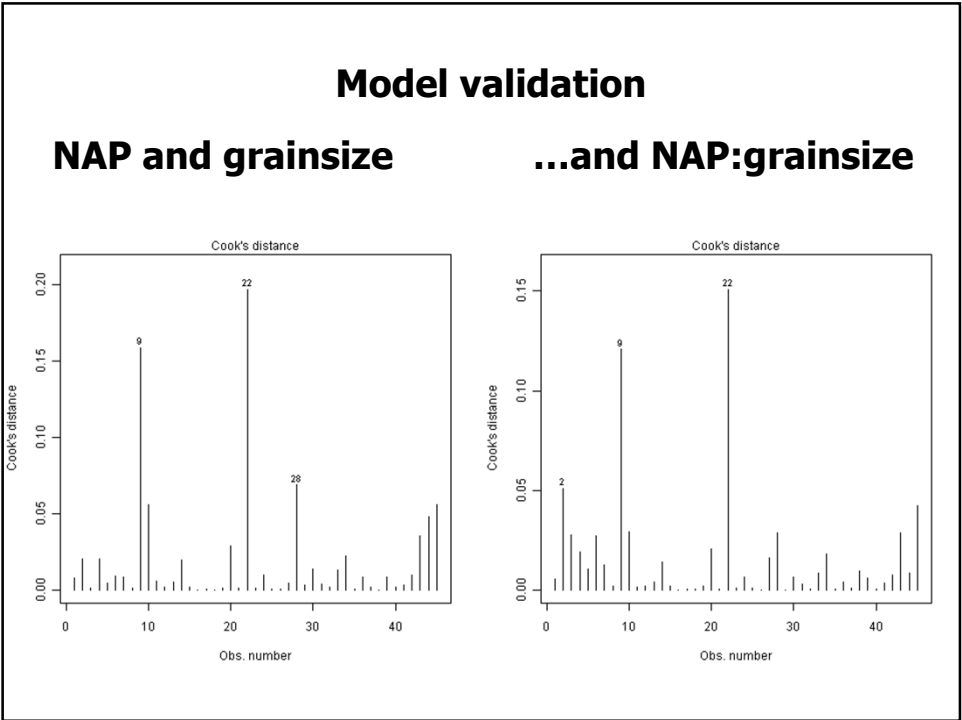 Model validation
NAP and grainsize
...and NAP:grainsize
Cook's distance
0.20
0.15
0.10
0.05
0.00
Cook's distance
9
22
28
0 10 20 30 40
Obs. number
Cook's distance
0.15
0.10
0.05
0.00
Cook's distance
2
9
22
0 10 20 30 40
Obs. number